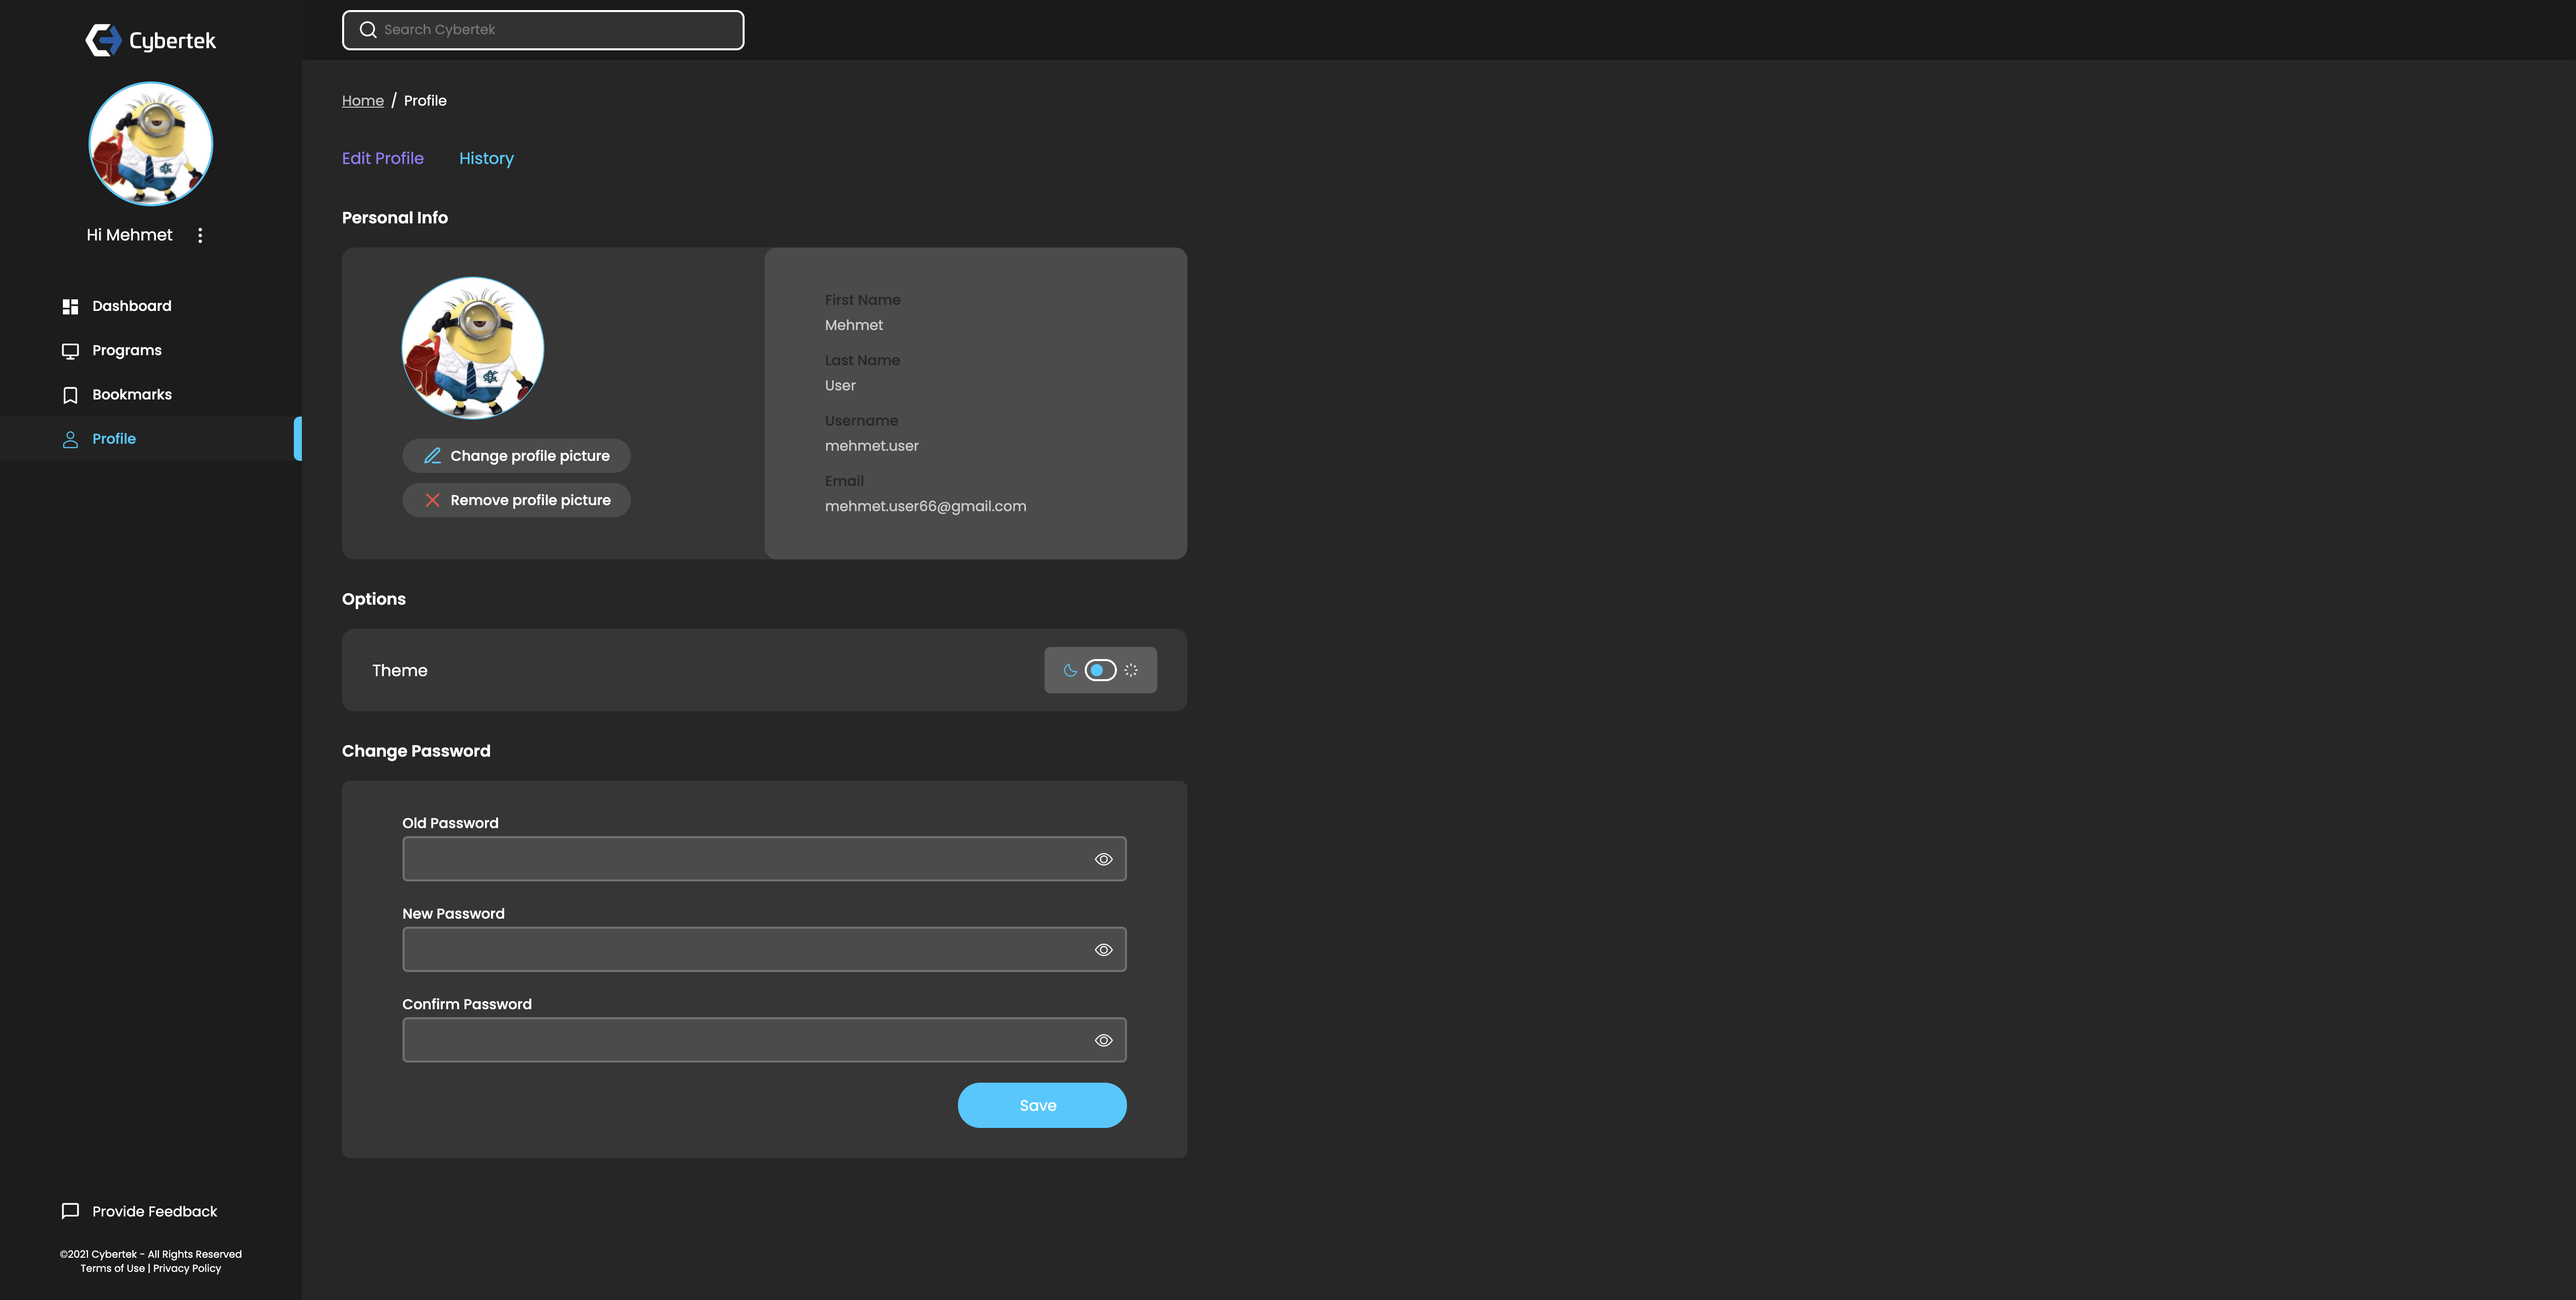 Cybertek
Search Cybertek
Home / Profile
Edit Profile
History
Hi Mehmet
Personal Info
Dashboard
Programs
Bookmarks
Profile
Change profile picture
Remove profile picture
First Name
Mehmet
Last Name
User
Username
mehmet.user
Email
mehmet.user66@gmail.com
Options
Theme
Change Password
Old Password
New Password
Confirm Password
Save
Provide Feedback
©2021 Cybertek - All Rights Reserved
Terms of Use | Privacy Policy